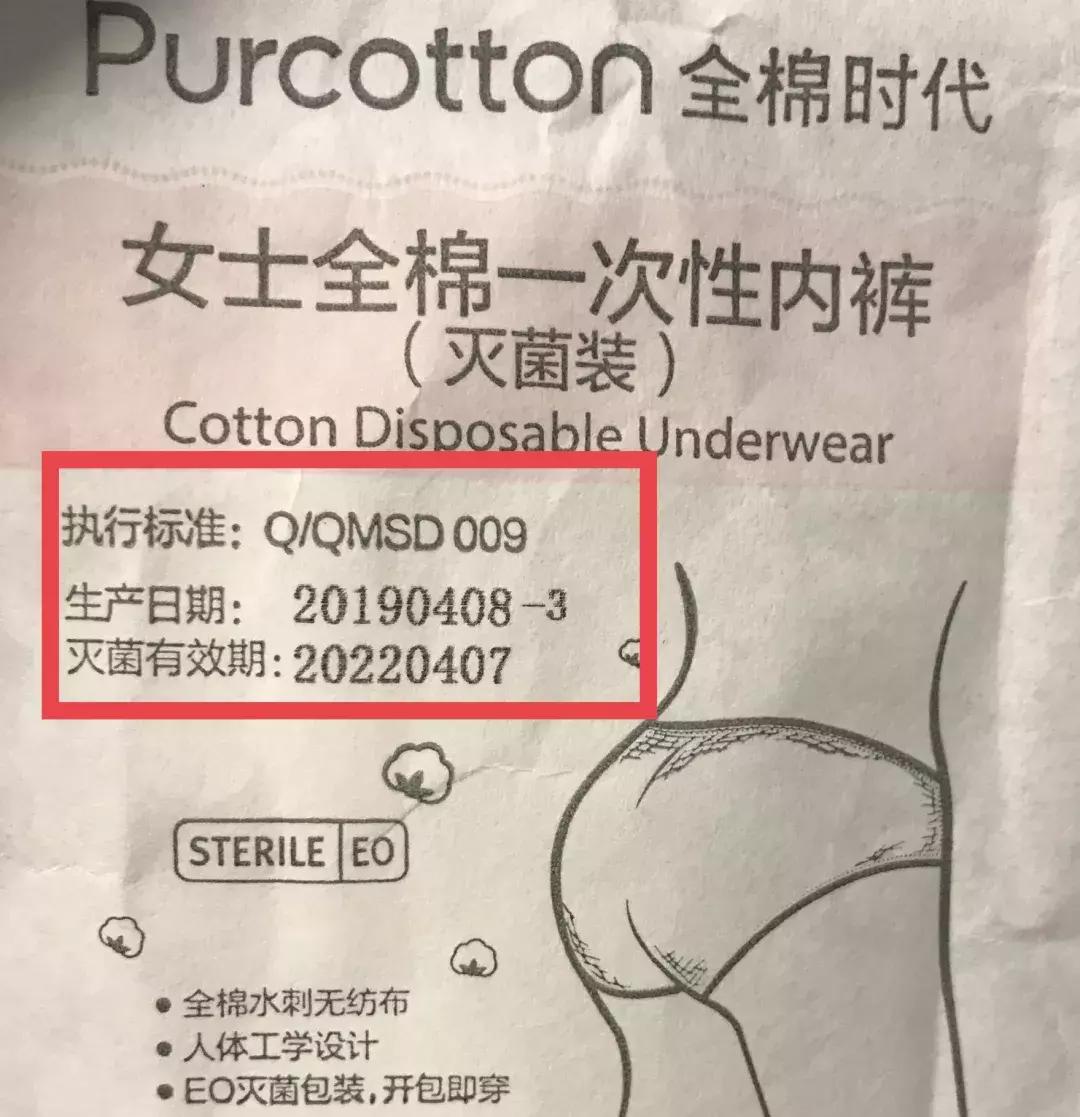 Purcotton 全棉时代
女士全棉一次性内裤
（灭菌装）
Cotton Disposable Underwear
执行标准：Q/QMSD 009
生产日期： 20190408-3
灭菌有效期：20220407
STERILE EO
• 全棉水刺无纺布
• 人体工学设计
• EO灭菌包装，开包即穿